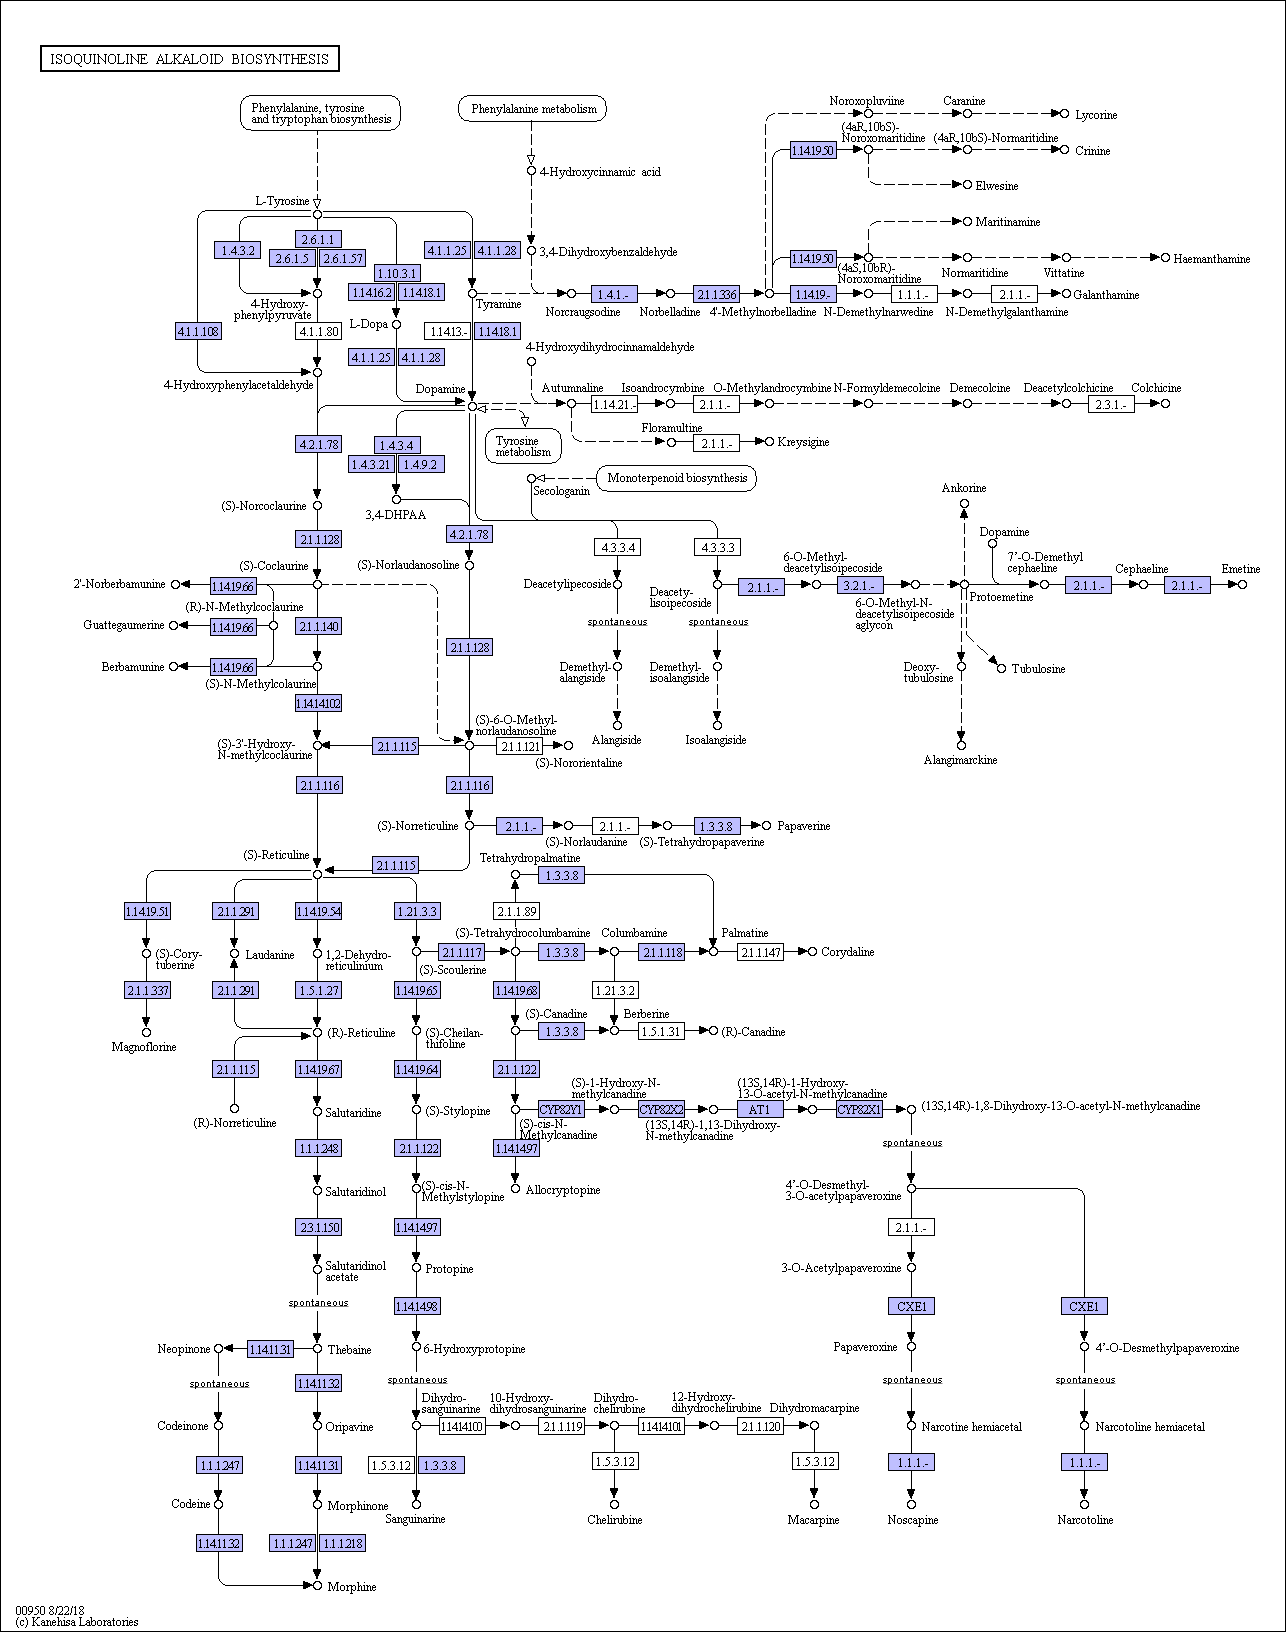 ISOQUINOLINE ALKALOID BIOSYNTHESIS
Phenylalanine, tyrosine
and tryptophan biosynthesis
Phenylalanine metabolism
Noroxopluviine
Caranine
Lycorine
(4aR,10bS)-
Noroxomaritidine
(4aR,10bS)-Normaritidine
1.14.19.50
Crinine
4-Hydroxycinnamic acid
Elwesine
L-Tyrosine
Maritinamine
1.4.3.2
2.6.1.1
2.6.1.5
2.6.1.57
4.1.1.25
4.1.1.28
3,4-Dihydroxybenzaldehyde
1.14.19.50
Haemanthamine
(4aS,10bR)-
Noroxomaritidine
Normaritidine
Vittatine
1.10.3.1
1.14.16.2
1.14.18.1
4-Hydroxy-
phenylpyruvate
Tyramine
1.4.1.-
2.1.1.336
1.14.19.-
1.1.1.-
2.1.1.-
Galanthamine
Norcraugsodine
Norbelladine
4'-Methylnorbelladine
N-Demethylnarwedine
N-Demethylgalanthamine
4.1.1.108
4.1.1.80
L-Dopa
1.14.13.-
1.14.18.1
4-Hydroxydihydrocinnamaldehyde
4.1.1.25
4.1.1.28
4-Hydroxyphenylacetaldehyde
Dopamine
Autumnaline
Isoandrocymbine
O-Methylandrocymbine
N-Formyldemecolcine
Demecolcine
Deacetylcolchicine
Colchicine
1.14.21.-
2.1.1.-
2.3.1.-
Floramultine
2.1.1.-
Kreysigine
4.2.1.78
1.4.3.4
1.4.3.21
1.4.9.2
Tyrosine
metabolism
Monoterpenoid biosynthesis
Secologanin
Ankorine
(S)-Norcoclaurine
3,4-DHPAA
2.1.1.128
4.2.1.78
4.3.3.4
4.3.3.3
Dopamine
(S)-Coclaurine
(S)-Norlaudanosoline
6-O-Methyl-
deacetylisoipecoside
7'-O-Demethyl
cephaeline
Cephaeline
Emetine
2'-Norberbamunine
1.14.19.66
Deacetylipecoside
Deacety-
lisoipecoside
2.1.1.-
3.2.1.-
Protoemetine
2.1.1.-
2.1.1.-
(R)-N-Methylcoclaurine
6-O-Methyl-N-
deacetylisoipecoside
aglycon
Guattegaumerine
1.14.19.66
2.1.1.140
spontaneous
spontaneous
2.1.1.128
Berbamunine
1.14.19.66
(S)-N-Methylcolaurine
Demethyl-
alangiside
Demethyl-
isoalangiside
Deoxy-
tubulosine
Tubulosine
1.14.14.102
(S)-6-O-Methyl-
norlaudanosoline
Alangiside
Isoalangiside
(S)-3'-Hydroxy-
N-methylcoclaurine
2.1.1.115
2.1.1.121
(S)-Nororientaline
Alangimarckine
2.1.1.116
2.1.1.116
(S)-Norreticuline
2.1.1.-
2.1.1.-
1.3.3.8
Papaverine
(S)-Norlaudanine
(S)-Tetrahydropapaverine
(S)-Reticuline
2.1.1.115
Tetrahydropalmatine
1.3.3.8
1.14.19.51
2.1.1.291
1.14.19.54
1.21.3.3
2.1.1.89
(S)-Tetrahydrocolumbamine
Columbamine
Palmatine
(S)-Cory-
tuberine
Laudanine
1,2-Dehydro-
reticulinium
2.1.1.117
1.3.3.8
2.1.1.118
2.1.1.147
Corydaline
(S)-Scoulerine
2.1.1.337
2.1.1.291
1.5.1.27
1.14.19.65
1.14.19.68
1.21.3.2
(S)-Canadine
Berberine
Magnoflorine
(R)-Reticuline
(S)-Cheilan-
thifoline
1.3.3.8
1.5.1.31
(R)-Canadine
2.1.1.115
1.14.19.67
1.14.19.64
2.1.1.122
(S)-1-Hydroxy-N-
methylcanadine
(13S,14R)-1-Hydroxy-
13-O-acetyl-N-methylcanadine
(R)-Norreticuline
Salutaridine
(S)-Stylopine
CYP82Y1
CYP82X2
AT1
CYP82X1
(13S,14R)-1,8-Dihydroxy-13-O-acetyl-N-methylcanadine
(S)-cis-N-
Methylcanadine
(13S,14R)-1,13-Dihydroxy-
N-methylcanadine
1.1.1.248
2.1.1.122
1.14.14.97
spontaneous
Salutaridinol
(S)-cis-N-
Methylstylopine
Allocryptopine
4'-O-Desmethyl-
3-O-acetylpapaveroxine
2.3.1.150
1.14.14.97
2.1.1.-
Salutaridinol
acetate
Protopine
3-O-Acetylpapaveroxine
spontaneous
1.14.14.98
CXE1
CXE1
Neopinone
1.14.11.31
Thebaine
6-Hydroxyprotopine
Papaveroxine
4'-O-Desmethylpapaveroxine
spontaneous
1.14.11.32
spontaneous
spontaneous
spontaneous
Dihydro-
sanguinarine
10-Hydroxy-
dihydrosanguinarine
Dihydro-
chelirubine
12-Hydroxy-
dihydrochelirubine
Dihydromacarpine
Codeinone
Oripavine
1.14.14.100
2.1.1.119
1.14.14.101
2.1.1.120
Narcotine hemiacetal
Narcotoline hemiacetal
1.1.1.247
1.14.11.31
1.5.3.12
1.3.3.8
1.5.3.12
1.5.3.12
1.1.1.-
1.1.1.-
Codeine
Morphinone
Sanguinarine
Chelirubine
Macarpine
Noscapine
Narcotoline
1.14.11.32
1.1.1.247
1.1.1.218
Morphine
00950 8/22/18
(c) Kanehisa Laboratories